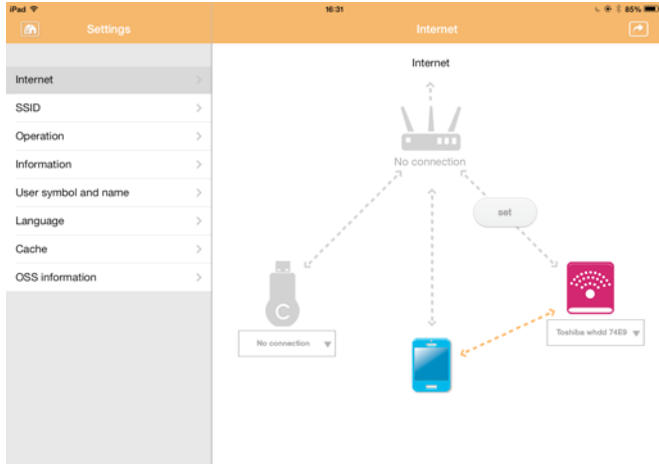 iPad
16:31
85%
Settings
Internet
Internet
SSID
Operation
Information
User symbol and name
Language
Cache
OSS information
Internet
No connection
set
C
No connection
Toshiba whdd 74E9